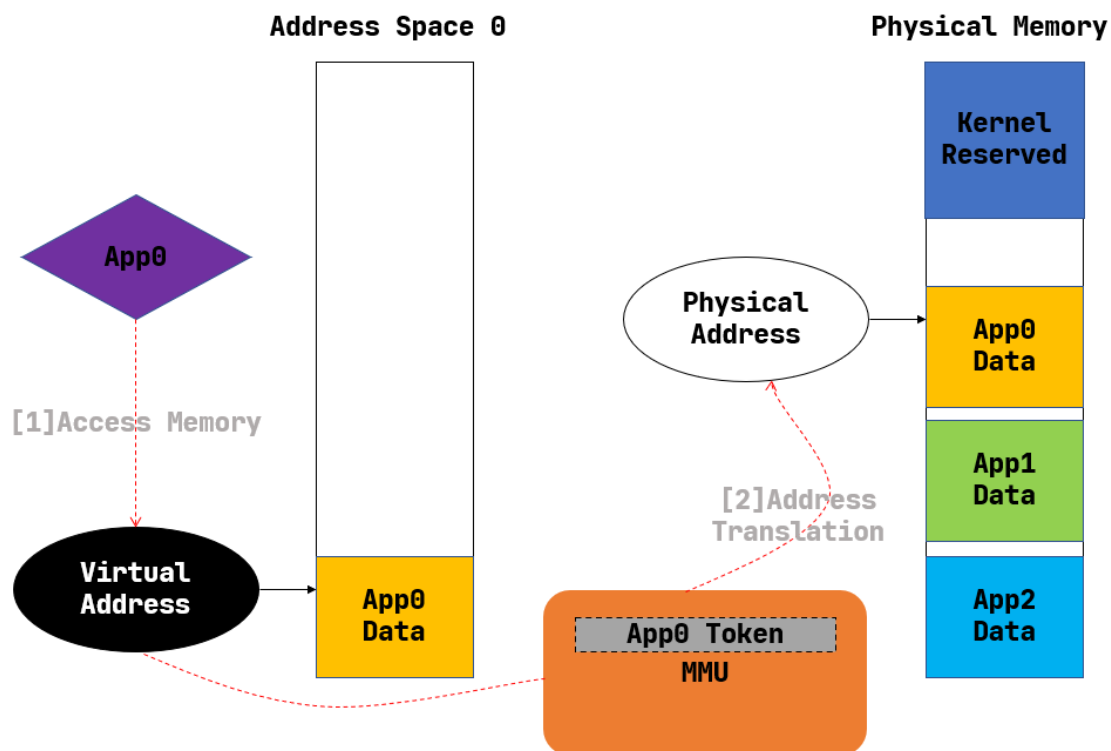 Address Space 0
Physical Memory
Kernel
Reserved
App0
Physical
Address
App0
Data
[1]Access Memory
App1
Data
[2]Address
Translation
Virtual
Address
App0
Data
App2
Data
App0 Token
MMU